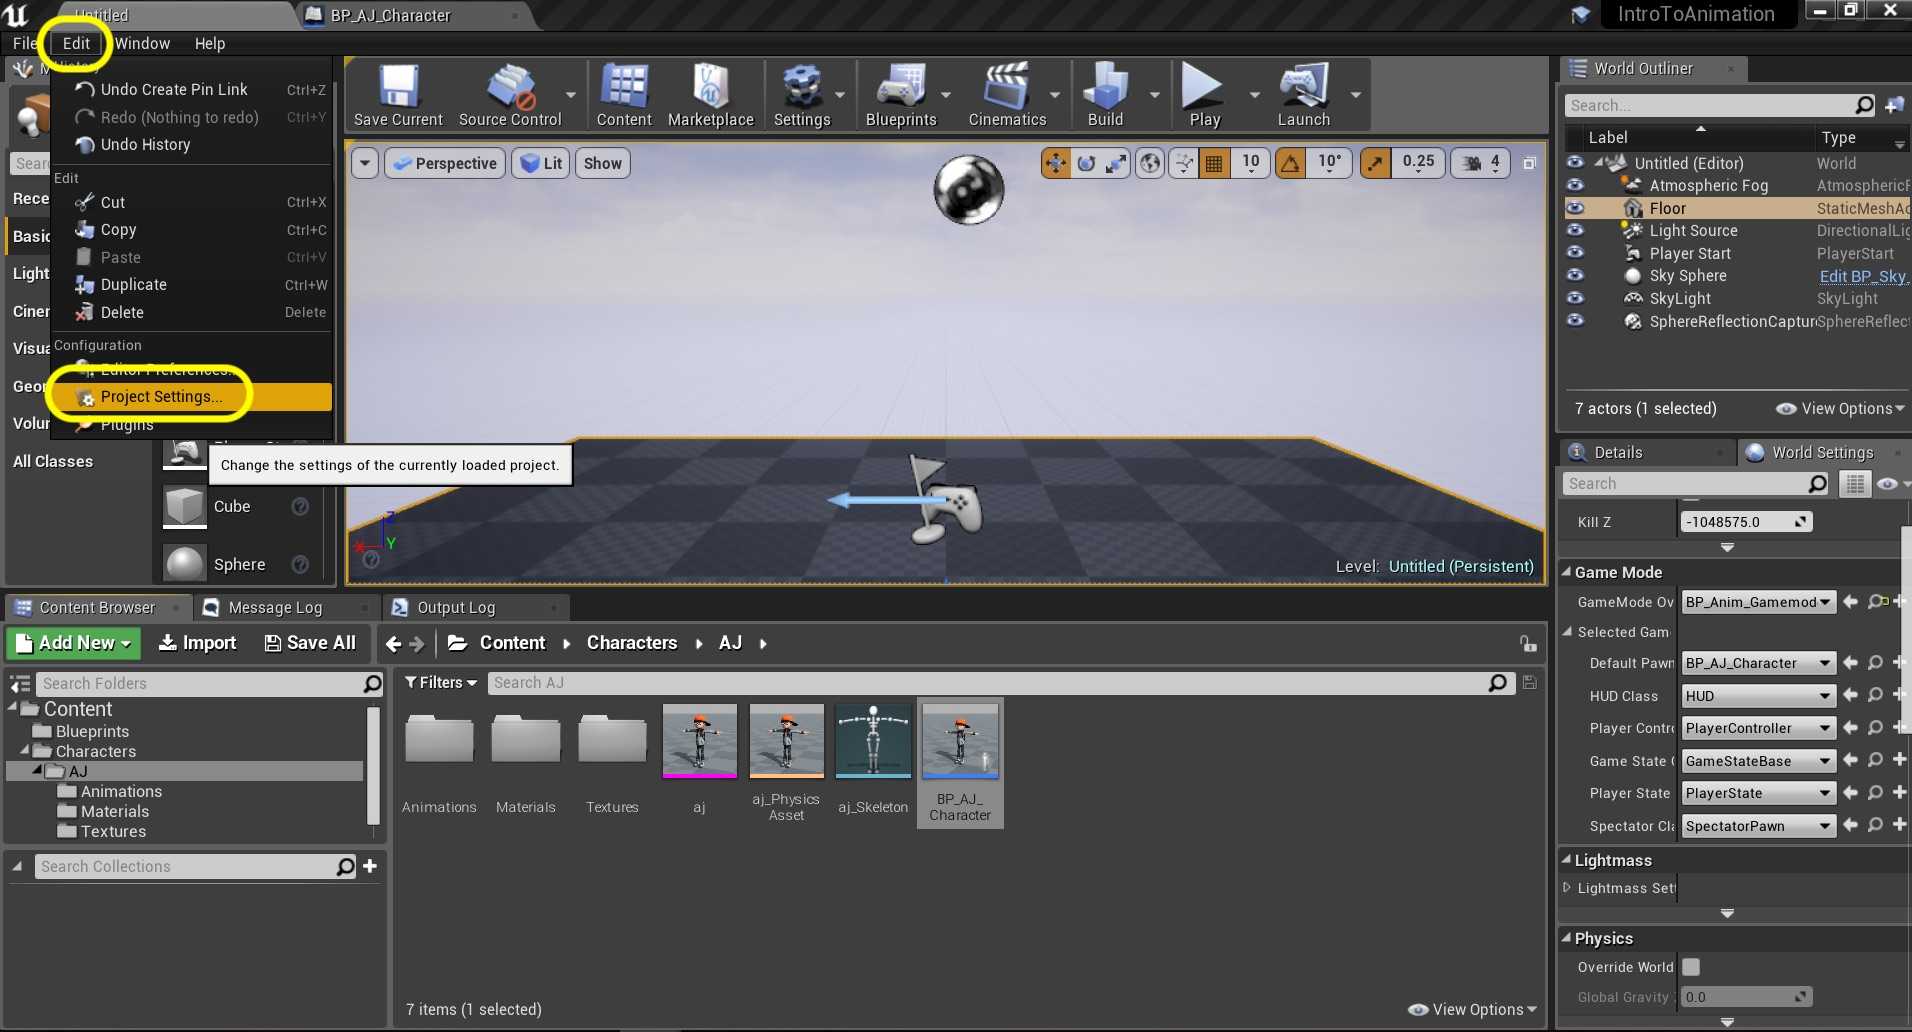 Untitled
BP_AJ_Character
IntroToAnimation
File
Edit
Window
Help
History
Undo Create Pin Link Ctrl+Z
Redo (Nothing to redo) Ctrl+Y
Undo History
Edit
Cut Ctrl+X
Copy Ctrl+C
Paste Ctrl+V
Duplicate Ctrl+W
Delete Delete
Configuration
Editor Preferences...
Project Settings...
Plugins
Change the settings of the currently loaded project.
M
Sear
Rece
Basic
Light
Cinem
Visua
Geor
Volur
All Classes
Cube
Sphere
Save Current
Source Control
Content
Marketplace
Settings
Blueprints
Cinematics
Build
Play
Launch
Perspective
Lit
Show
10
10°
0.25
4
Z
X
Y
Level: Untitled (Persistent)
World Outliner
Search...
Label Type
Untitled (Editor) World
Atmospheric Fog AtmosphericF
Floor StaticMeshAc
Light Source DirectionalLig
Player Start PlayerStart
Sky Sphere Edit BP_Sky_
SkyLight SkyLight
SphereReflectionCaptur SphereReflect
7 actors (1 selected)
View Options
Details
World Settings
Search
Kill Z -1048575.0
Game Mode
GameMode Ov BP_Anim_Gamemod
Selected Gam
Default Pawn BP_AJ_Character
HUD Class HUD
Player Contro PlayerController
Game State C GameStateBase
Player State PlayerState
Spectator Cla SpectatorPawn
Lightmass
Lightmass Sett
Physics
Override World
Global Gravity 0.0
Content Browser
Message Log
Output Log
Add New
Import
Save All
Content
Characters
AJ
Search Folders
Content
Blueprints
Characters
AJ
Animations
Materials
Textures
Search Collections
Filters
Search AJ
Animations
Materials
Textures
aj
aj_Physics
Asset
aj_Skeleton
BP_AJ_
Character
7 items (1 selected)
View Options